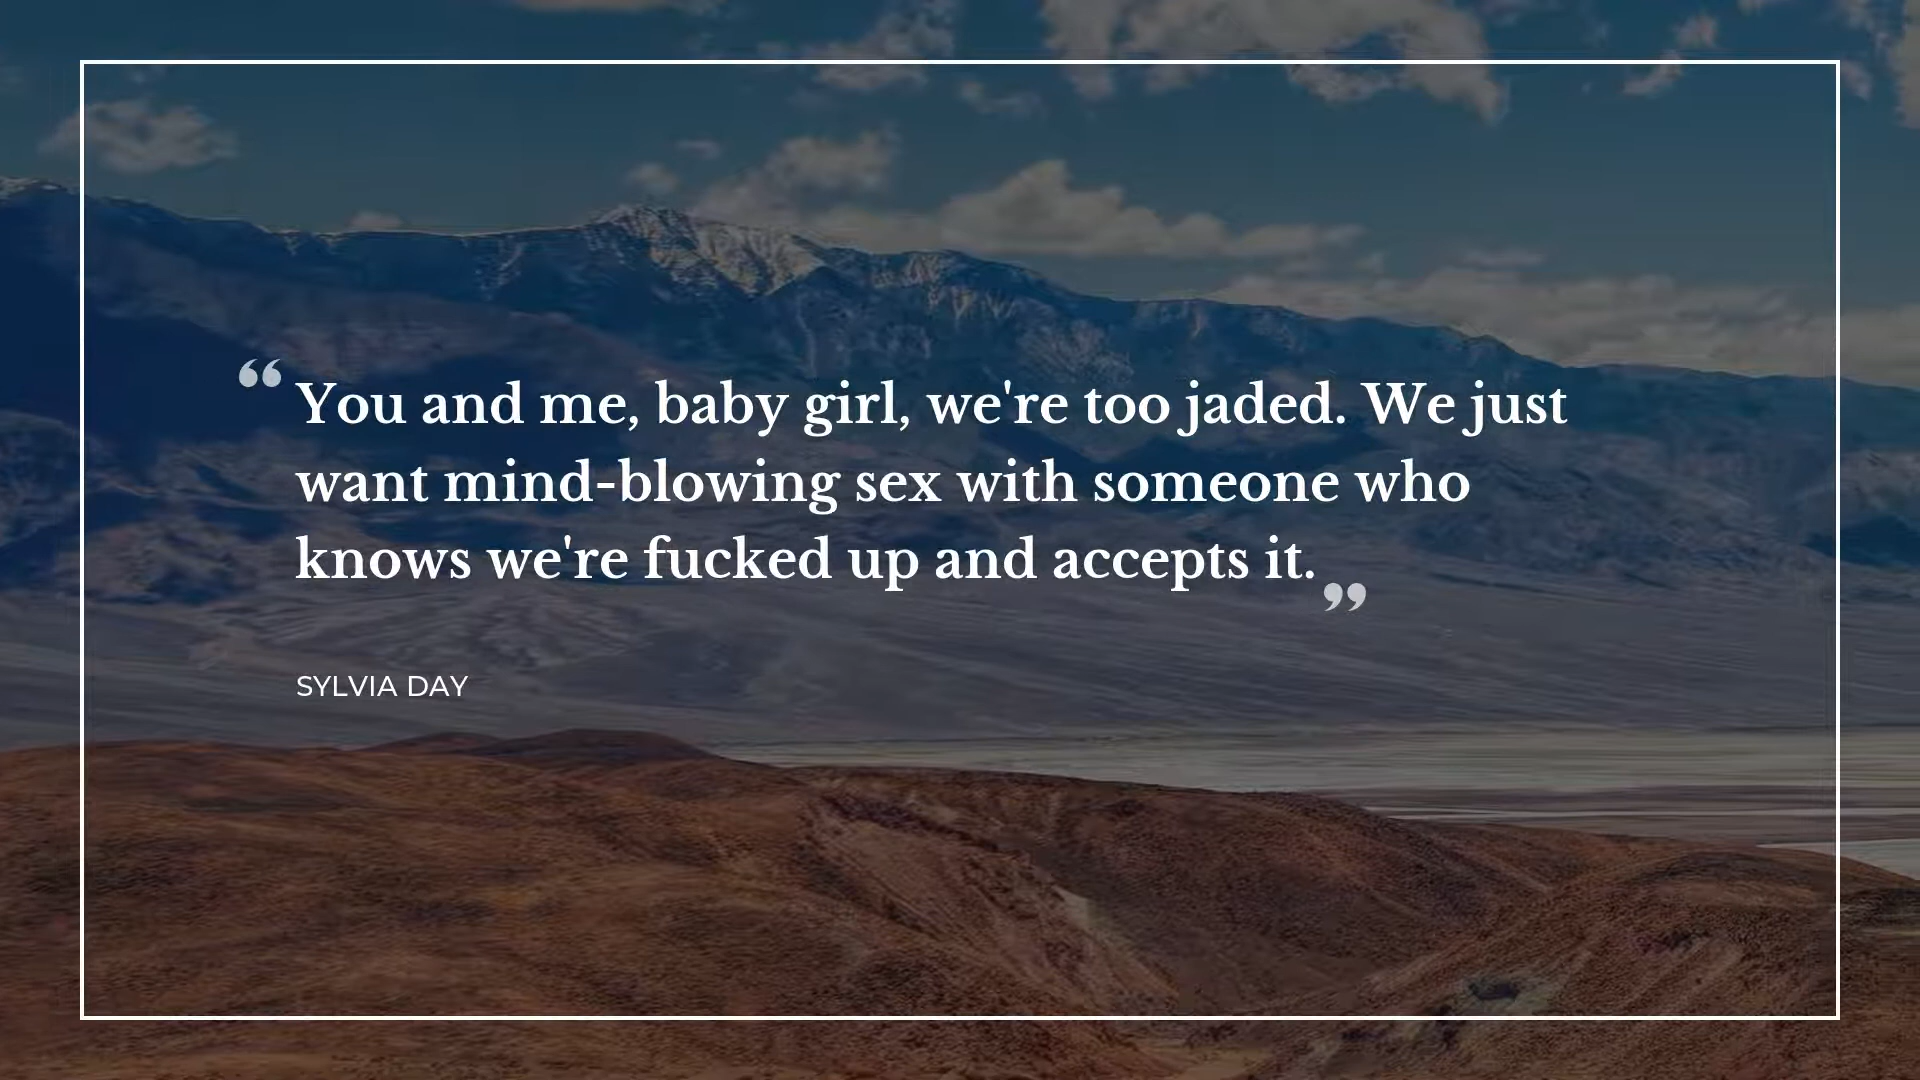 “You and me, baby girl, we're too jaded. We just
want mind-blowing sex with someone who
knows we're fucked up and accepts it.”
SYLVIA DAY